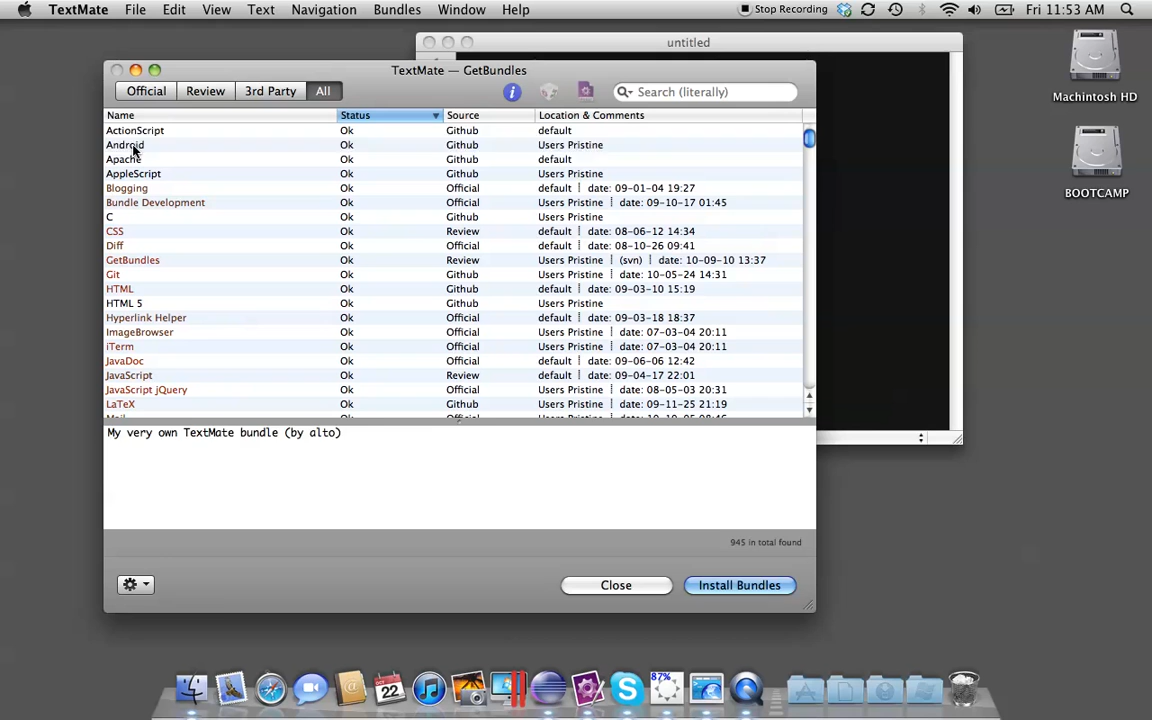 TextMate File Edit View Text Navigation Bundles Window Help Stop Recording Fri 11:53 AM
untitled
TextMate — GetBundles
Official Review 3rd Party All Search (literally)
Name Status Source Location & Comments
ActionScript Ok Github default
Android Ok Github Users Pristine
Apache Ok Github default
AppleScript Ok Github Users Pristine
Blogging Ok Official default ┊ date: 09-01-04 19:27
Bundle Development Ok Official Users Pristine ┊ date: 09-10-17 01:45
C Ok Github Users Pristine
CSS Ok Review default ┊ date: 08-06-12 14:34
Diff Ok Official default ┊ date: 08-10-26 09:41
GetBundles Ok Review Users Pristine ┊ (svn) ┊ date: 10-09-10 13:37
Git Ok Github Users Pristine ┊ date: 10-05-24 14:31
HTML Ok Github default ┊ date: 09-03-10 15:19
HTML 5 Ok Github Users Pristine
Hyperlink Helper Ok Official default ┊ date: 09-03-18 18:37
ImageBrowser Ok Official Users Pristine ┊ date: 07-03-04 20:11
iTerm Ok Official Users Pristine ┊ date: 07-03-04 20:11
JavaDoc Ok Official default ┊ date: 09-06-06 12:42
JavaScript Ok Review default ┊ date: 09-04-17 22:01
JavaScript jQuery Ok Official Users Pristine ┊ date: 08-05-03 20:31
LaTeX Ok Github Users Pristine ┊ date: 09-11-25 21:19
My very own TextMate bundle (by alto)
945 in total found
Close Install Bundles
Machintosh HD
BOOTCAMP
OCT
22
87%